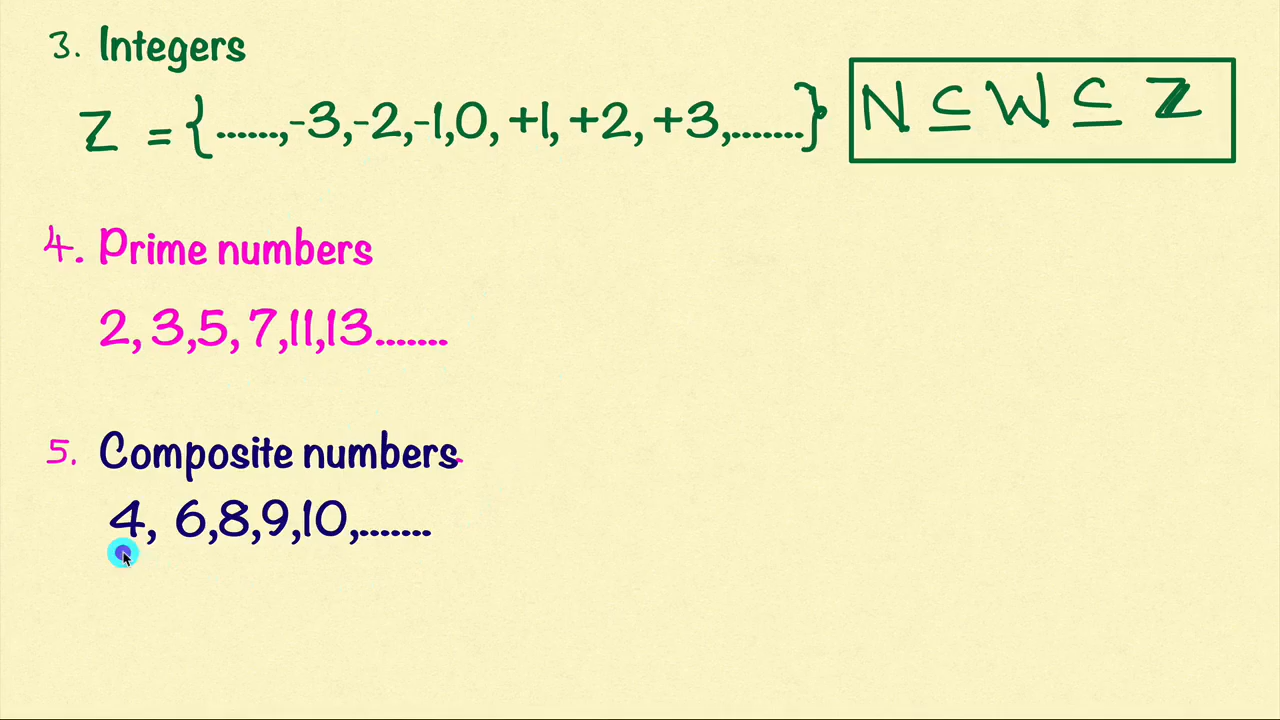 3. Integers
Z = {......,-3,-2,-1,0, +1, +2, +3,.......}
N ⊆ W ⊆ Z
4. Prime numbers
2, 3,5, 7,11,13.......
5. Composite numbers
4, 6,8,9,10,.......